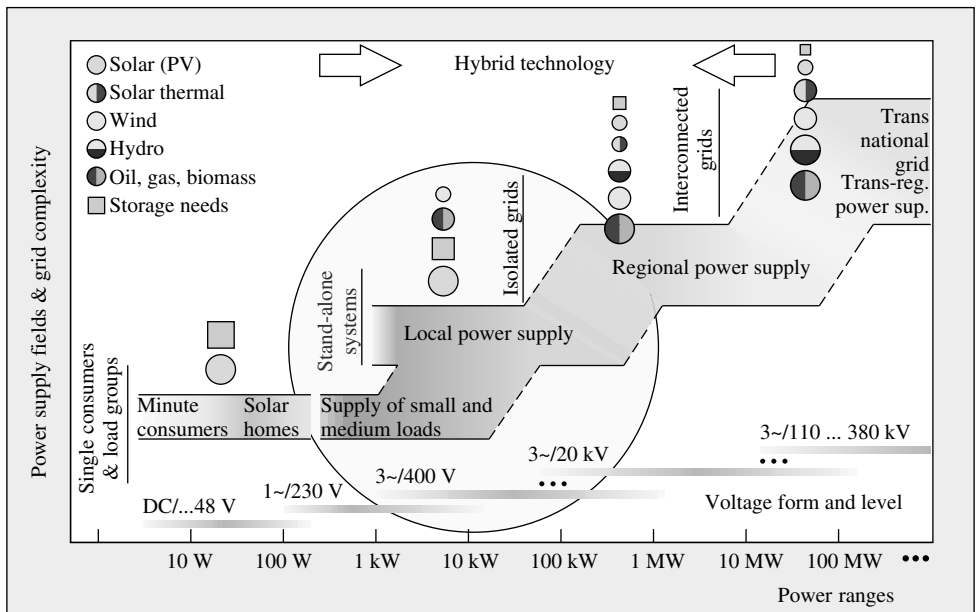 Power supply fields & grid complexity
Solar (PV)
Solar thermal
Wind
Hydro
Oil, gas, biomass
Storage needs
Hybrid technology
Single consumers
& load groups
Stand-alone
systems
Isolated grids
Interconnected
grids
Trans
national
grid
Trans-reg.
power sup.
Regional power supply
Local power supply
Minute
consumers
Solar
homes
Supply of small and
medium loads
DC/...48 V
1~/230 V
3~/400 V
3~/20 kV
3~/110 ... 380 kV
Voltage form and level
10 W 100 W 1 kW 10 kW 100 kW 1 MW 10 MW 100 MW •••
Power ranges